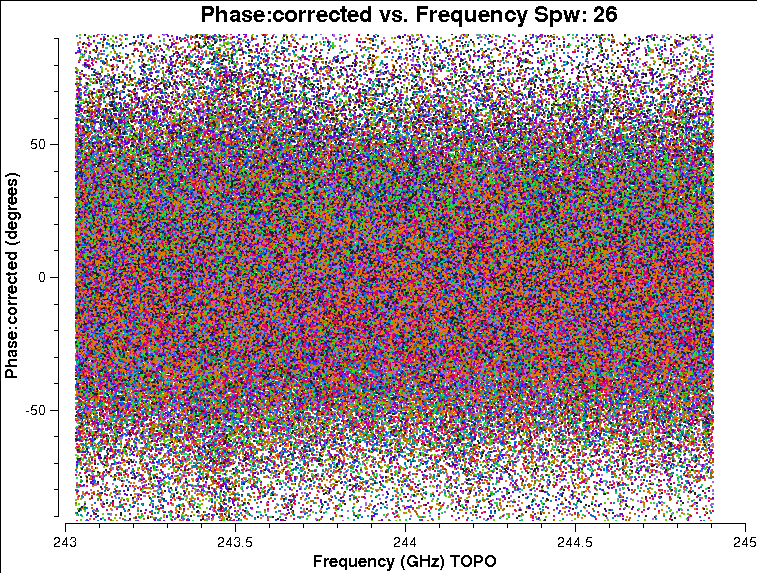 Phase:corrected vs. Frequency Spw: 26
Phase:corrected (degrees)
50
0
-50
243
243.5
244
244.5
245
Frequency (GHz) TOPO